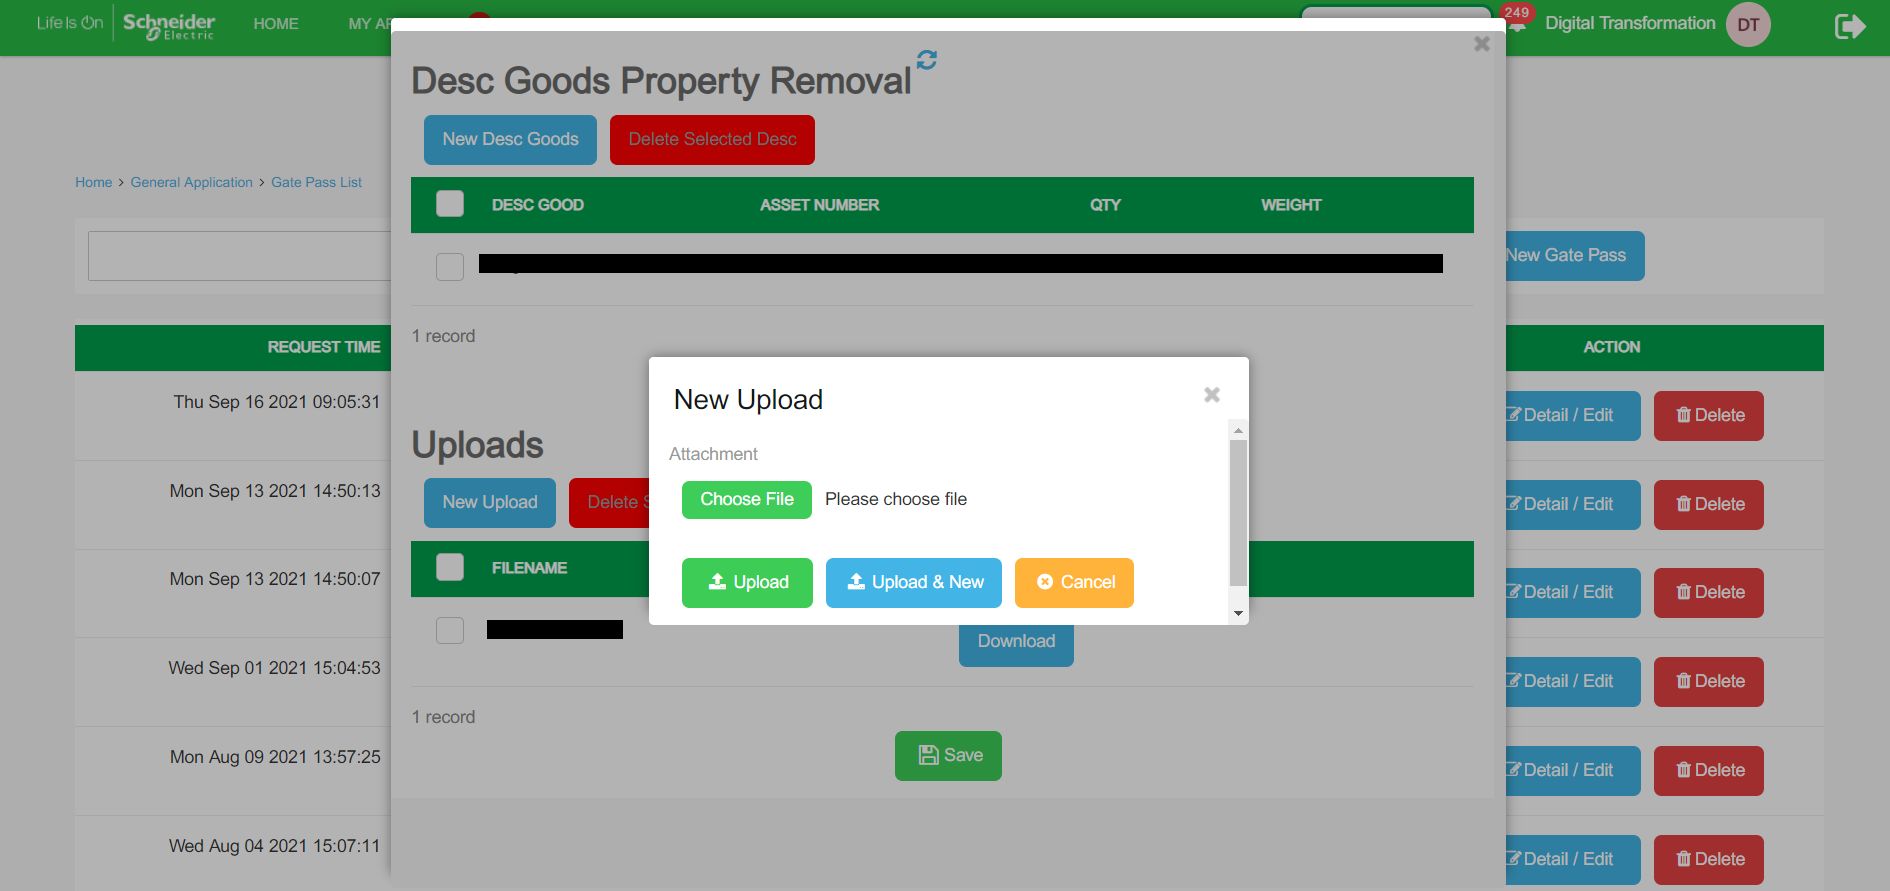 Life Is On
Schneider
Electric
HOME
MY AP
249
Digital Transformation
DT
Desc Goods Property Removal
New Desc Goods
Delete Selected Desc
Home > General Application > Gate Pass List
DESC GOOD
ASSET NUMBER
QTY
WEIGHT
New Gate Pass
1 record
REQUEST TIME
ACTION
Thu Sep 16 2021 09:05:31
Detail / Edit
Delete
New Upload
Uploads
Attachment
Choose File
Please choose file
Mon Sep 13 2021 14:50:13
New Upload
Delete S
Detail / Edit
Delete
FILENAME
Mon Sep 13 2021 14:50:07
Upload
Upload & New
Cancel
Detail / Edit
Delete
Download
Wed Sep 01 2021 15:04:53
Detail / Edit
Delete
1 record
Save
Mon Aug 09 2021 13:57:25
Detail / Edit
Delete
Wed Aug 04 2021 15:07:11
Detail / Edit
Delete